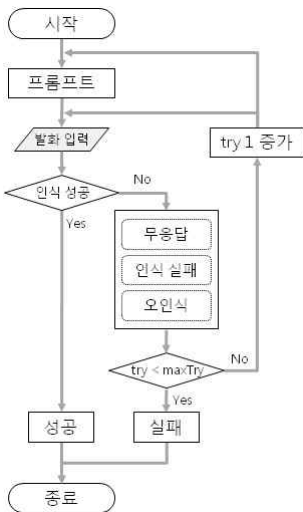 시작
프롬프트
발화 입력
try 1 증가
인식 성공
No
Yes
무응답
인식 실패
오인식
try < maxTry
No
Yes
성공
실패
종료